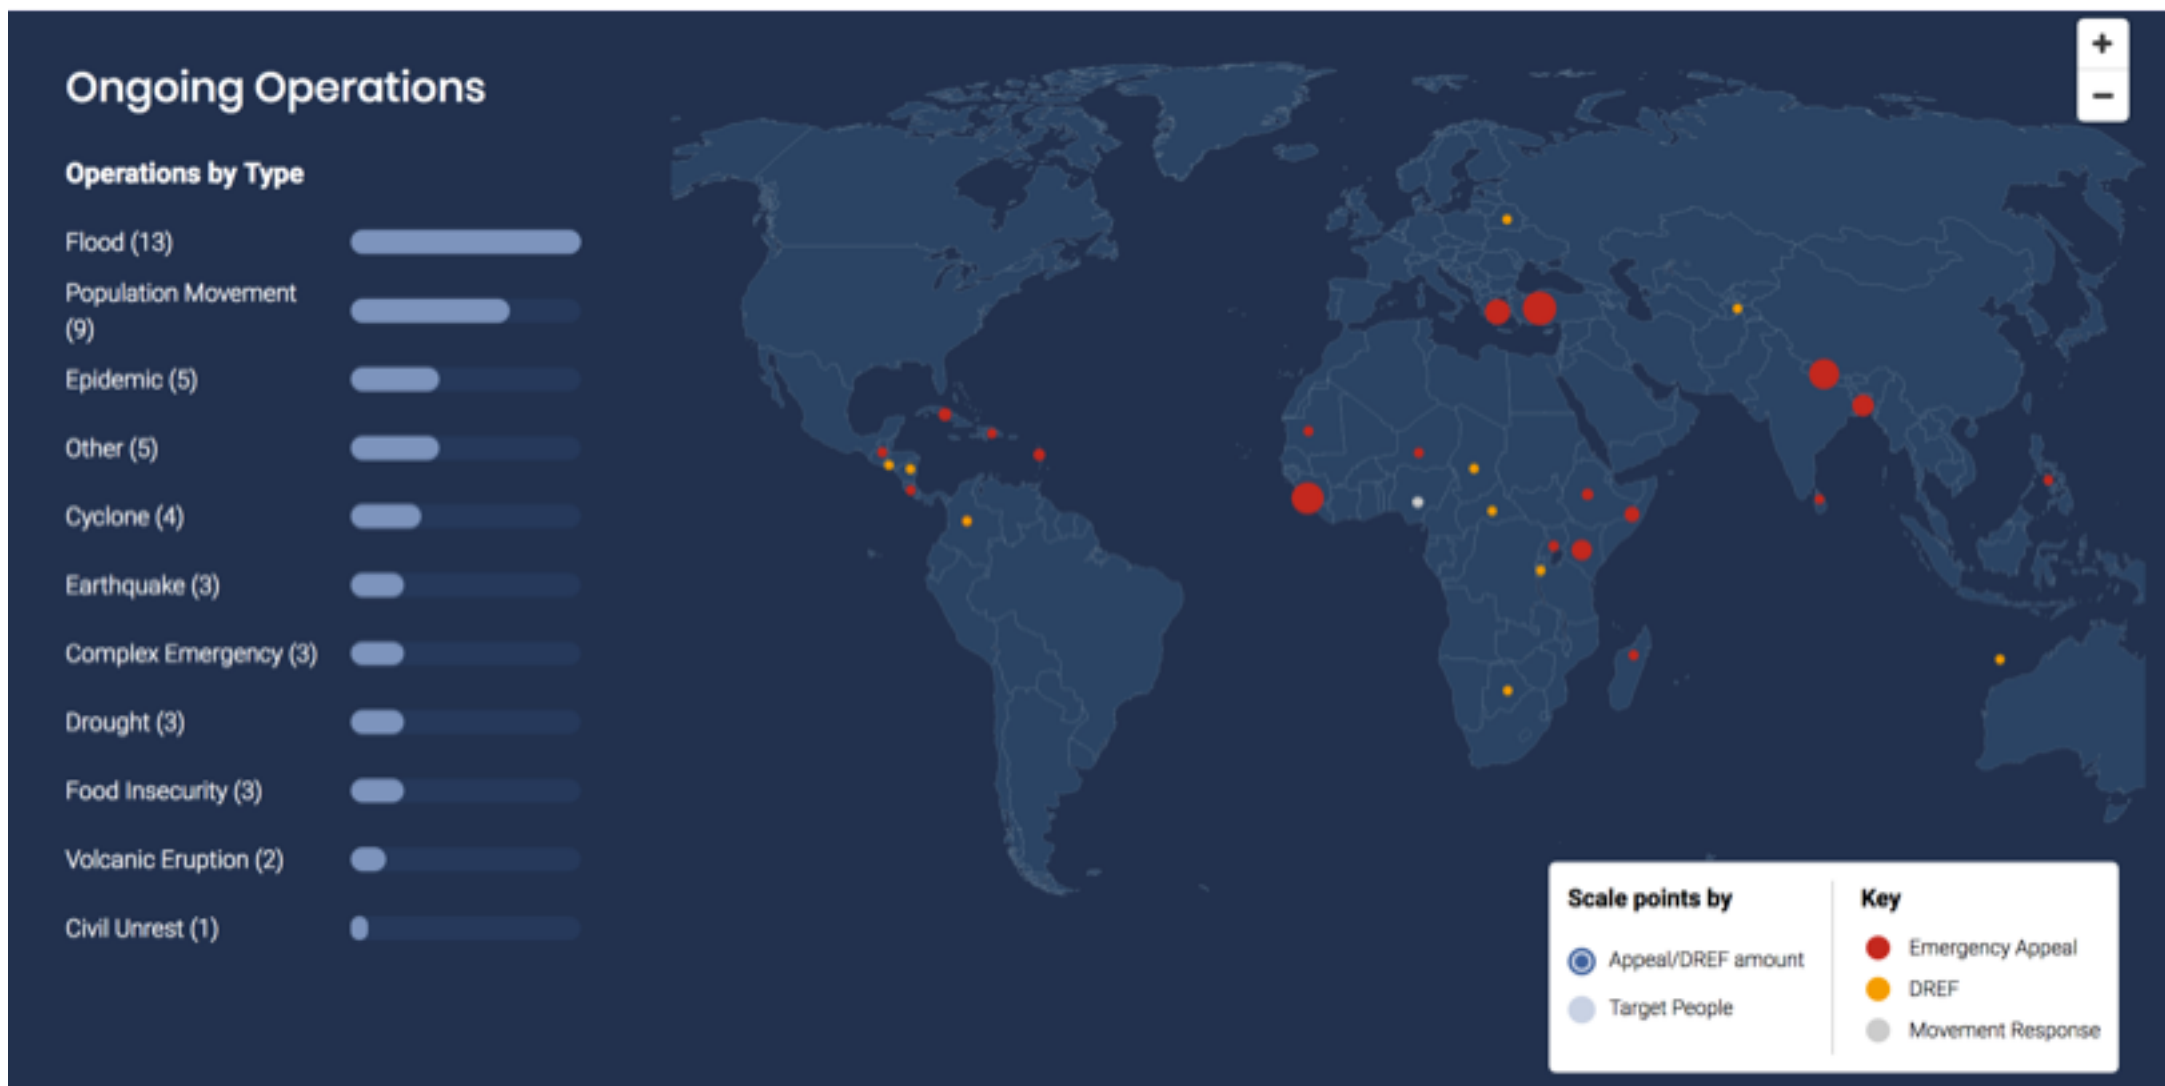 Ongoing Operations
Operations by Type
Flood (13)
Population Movement
(9)
Epidemic (5)
Other (5)
Cyclone (4)
Earthquake (3)
Complex Emergency (3)
Drought (3)
Food Insecurity (3)
Volcanic Eruption (2)
Civil Unrest (1)
+
−
Scale points by
Appeal/DREF amount
Target People
Key
Emergency Appeal
DREF
Movement Response